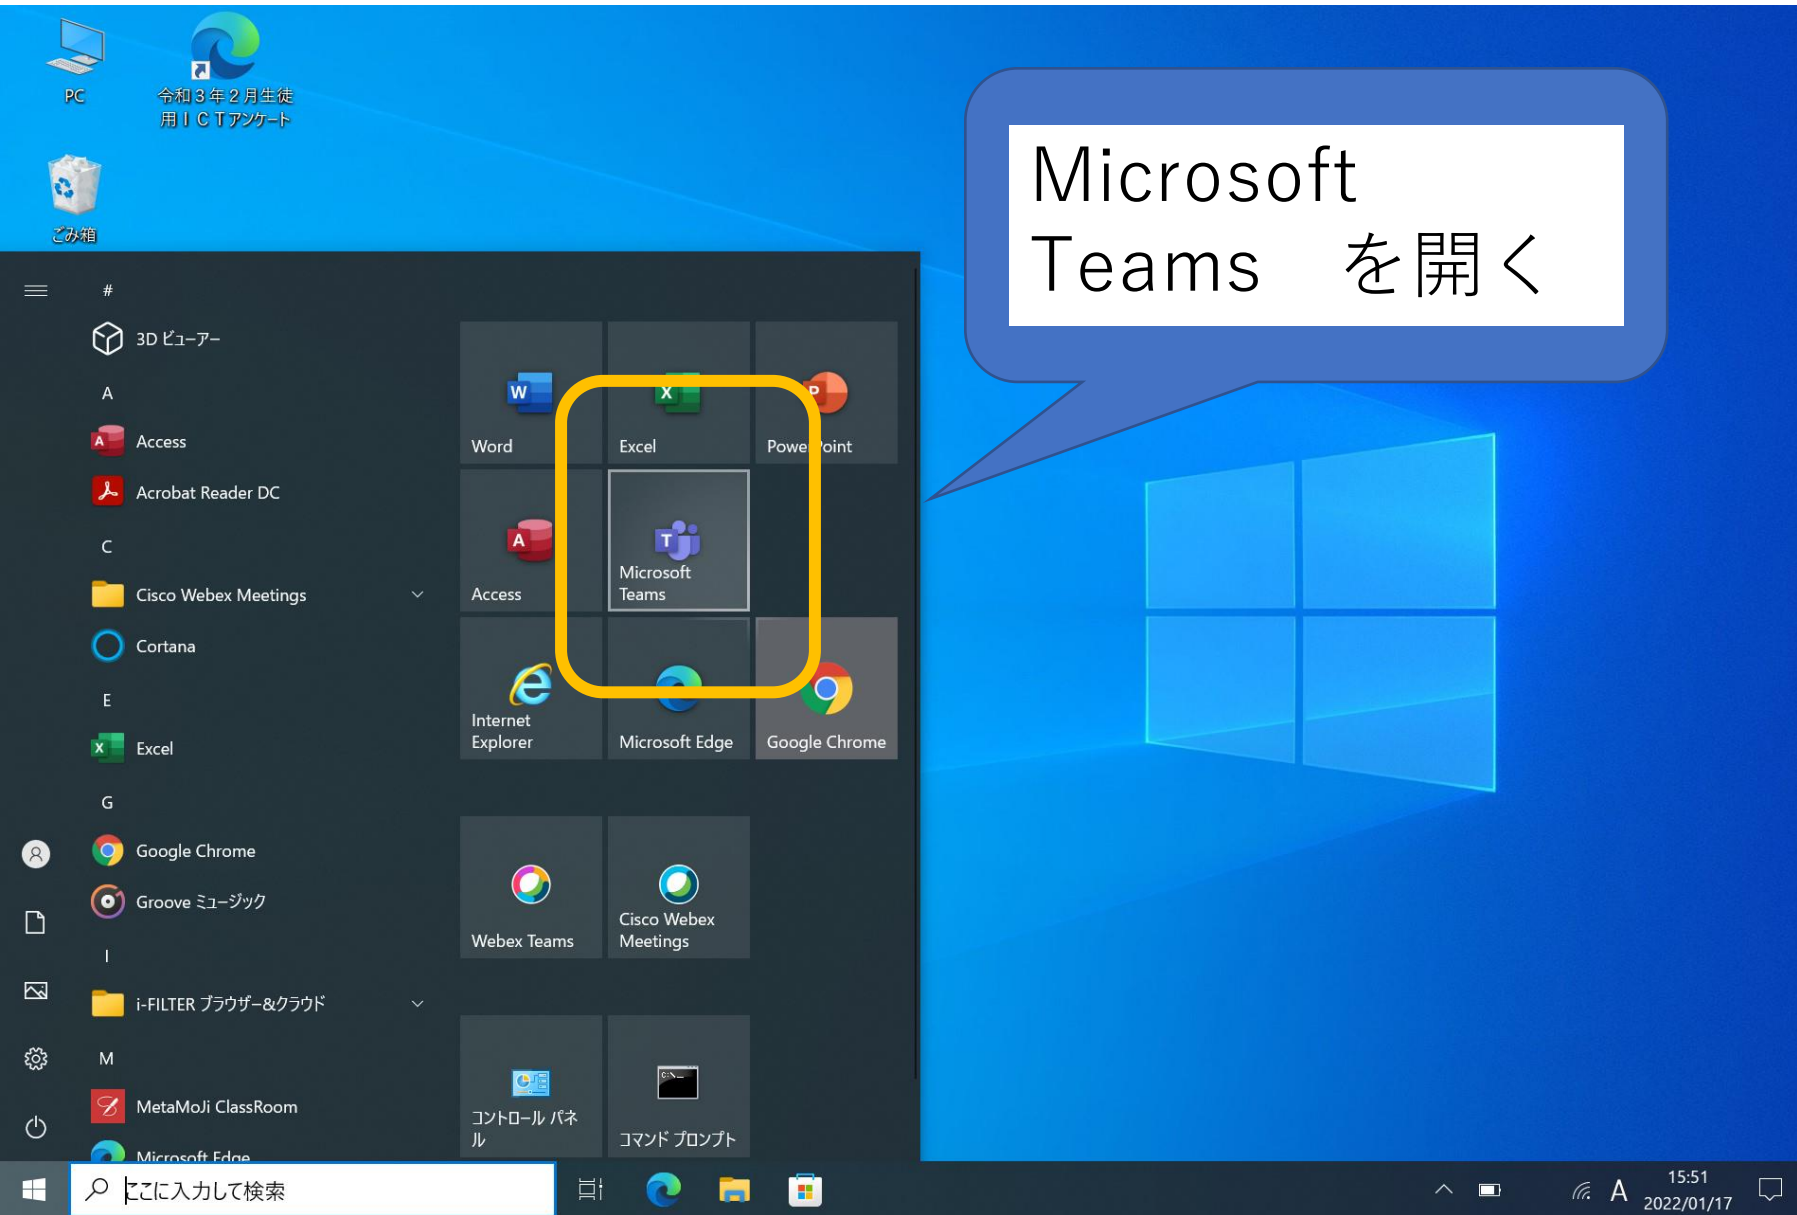 PC
令和３年２月生徒
用ＩＣＴアンケート
ごみ箱
Microsoft
Teams　を開く
#
3D ビューアー
A
Access
Acrobat Reader DC
C
Cisco Webex Meetings
Cortana
E
Excel
G
Google Chrome
Groove ミュージック
I
i-FILTER ブラウザー&クラウド
M
MetaMoJi ClassRoom
Microsoft Edge
Word
Excel
PowerPoint
Access
Microsoft
Teams
Internet
Explorer
Microsoft Edge
Google Chrome
Webex Teams
Cisco Webex
Meetings
コントロール パネ
ル
コマンド プロンプト
ここに入力して検索
A
15:51
2022/01/17